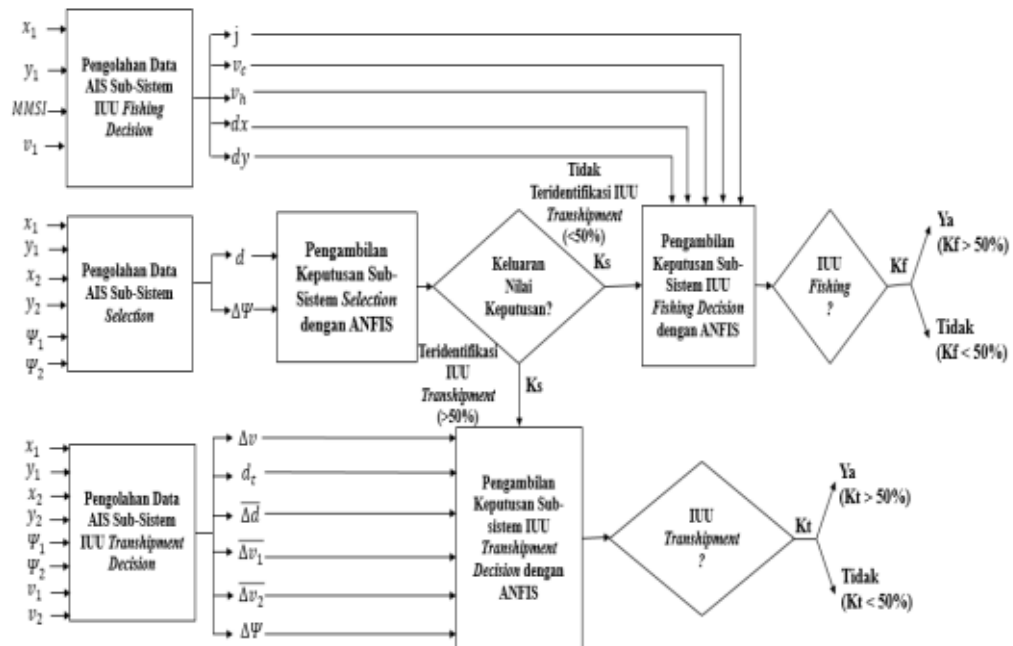 x₁
y₁
MMSI
v₁
Pengolahan Data
AIS Sub-Sistem
IUU Fishing
Decision
j
v_c
v_h
dx
dy
x₁
y₁
x₂
y₂
Ψ₁
Ψ₂
Pengolahan Data
AIS Sub-Sistem
Selection
d
ΔΨ
Pengambilan
Keputusan Sub-
Sistem Selection
dengan ANFIS
Keluaran
Nilai
Keputusan?
Tidak
Teridentifikasi IUU
Transhipment
(<50%)
Ks
Pengambilan
Keputusan Sub-
Sistem IUU
Fishing Decision
dengan ANFIS
IUU
Fishing
?
Kf
Ya
(Kf > 50%)
Tidak
(Kf < 50%)
Teridentifikasi
IUU
Transhipment
(>50%)
Ks
x₁
y₁
x₂
y₂
Ψ₁
Ψ₂
v₁
v₂
Pengolahan Data
AIS Sub-Sistem
IUU Transhipment
Decision
Δv
d_t
Δd̅
Δv₁̅
Δv₂̅
ΔΨ
Pengambilan
Keputusan Sub-
sistem IUU
Transhipment
Decision dengan
ANFIS
IUU
Transhipment
?
Kt
Ya
(Kt > 50%)
Tidak
(Kt < 50%)